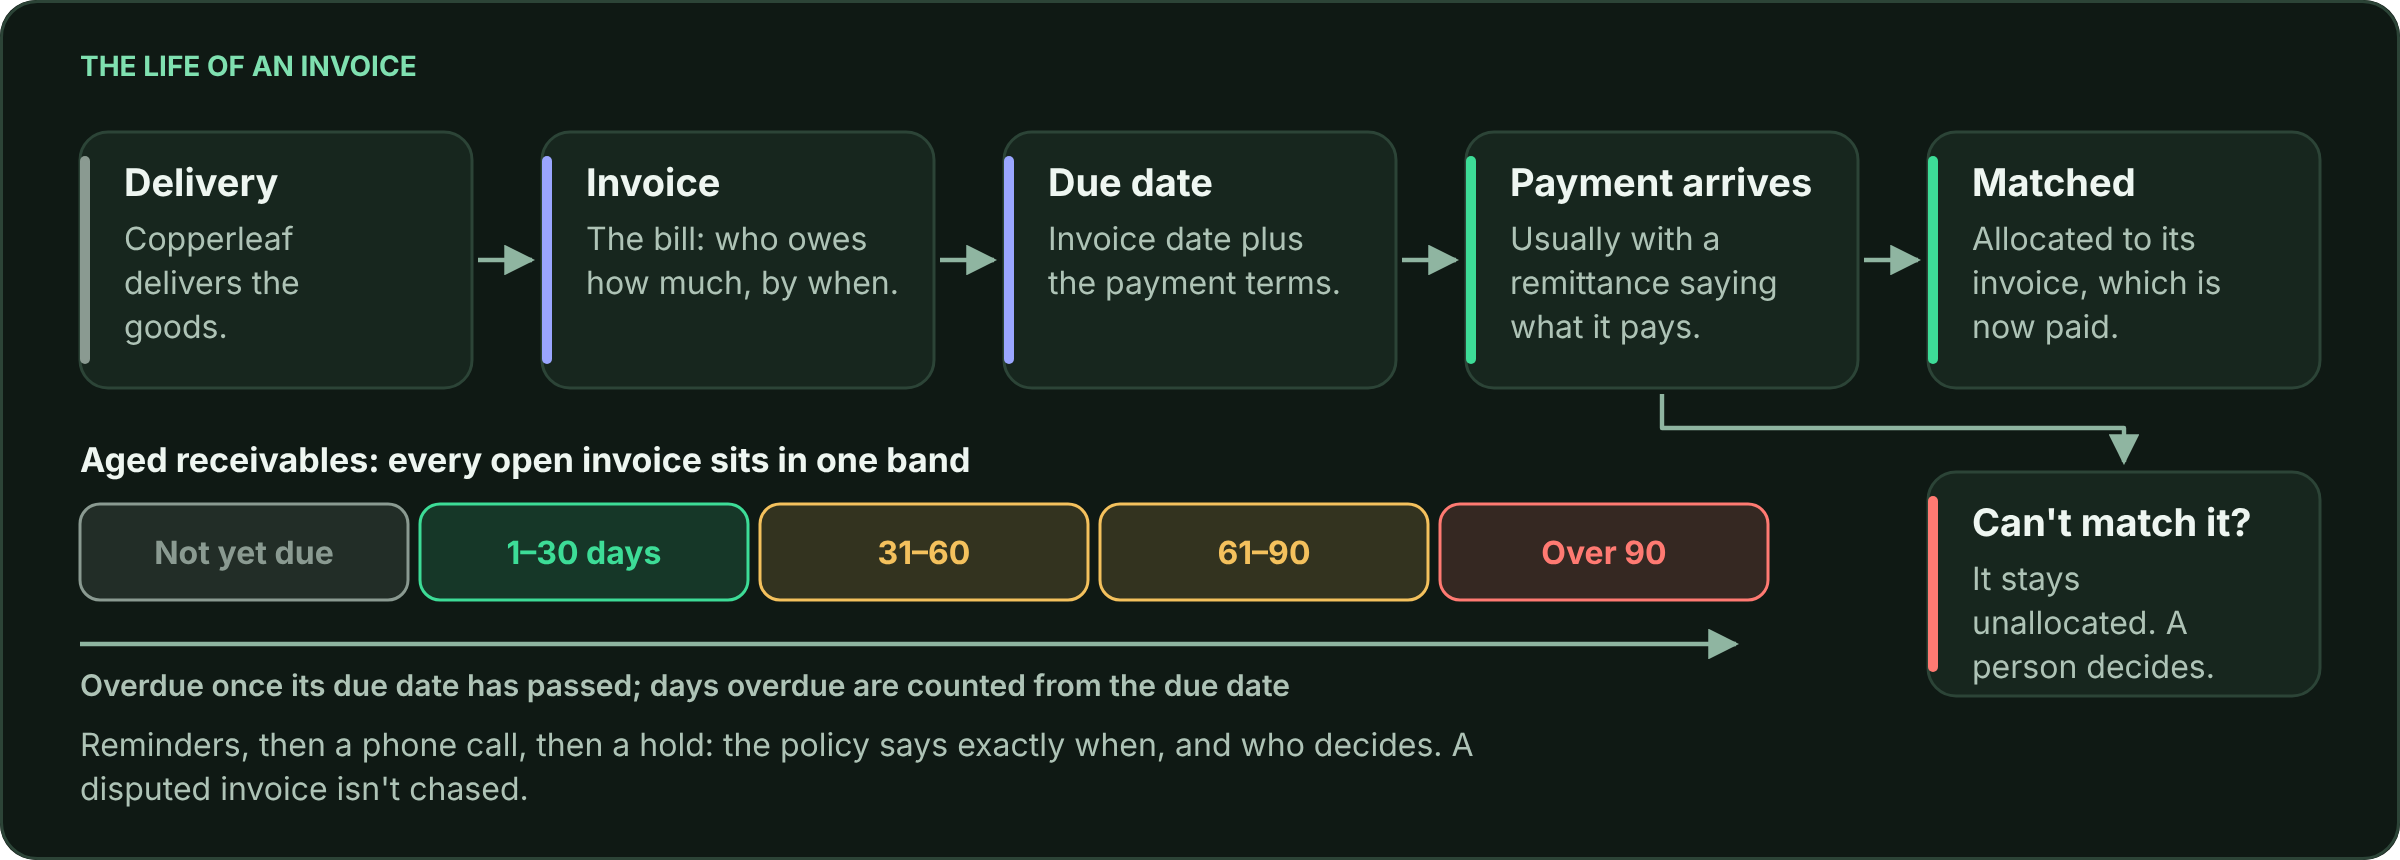 THE LIFE OF AN INVOICE
Delivery
Copperleaf
delivers the
goods.
Invoice
The bill: who owes
how much, by when.
Due date
Invoice date plus
the payment terms.
Payment arrives
Usually with a
remittance saying
what it pays.
Matched
Allocated to its
invoice, which is
now paid.
Aged receivables: every open invoice sits in one band
Not yet due
1–30 days
31–60
61–90
Over 90
Can't match it?
It stays
unallocated. A
person decides.
Overdue once its due date has passed; days overdue are counted from the due date
Reminders, then a phone call, then a hold: the policy says exactly when, and who decides. A
disputed invoice isn't chased.